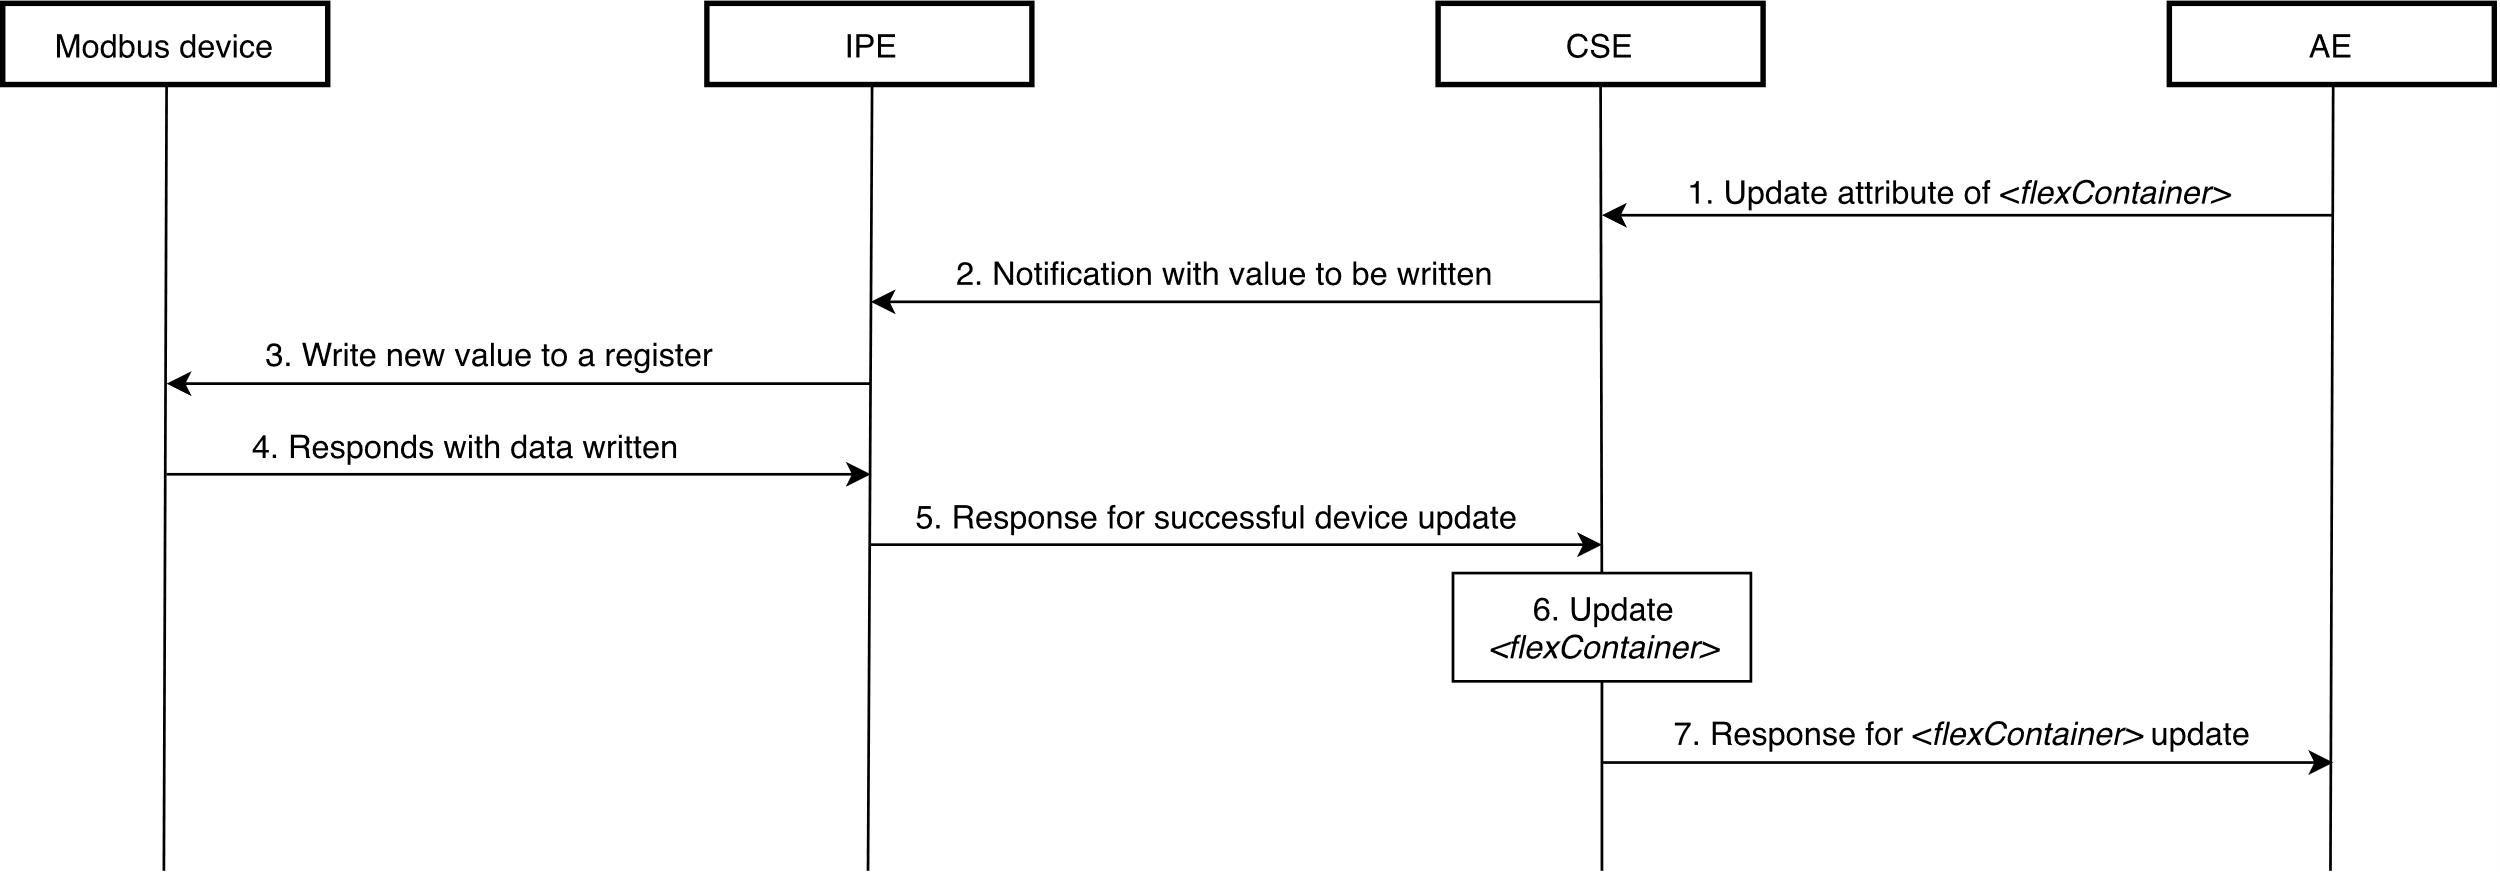 Modbus device
IPE
CSE
AE
1. Update attribute of <flexContainer>
2. Notification with value to be written
3. Write new value to a register
4. Responds with data written
5. Response for successful device update
6. Update
<flexContainer>
7. Response for <flexContainer> update